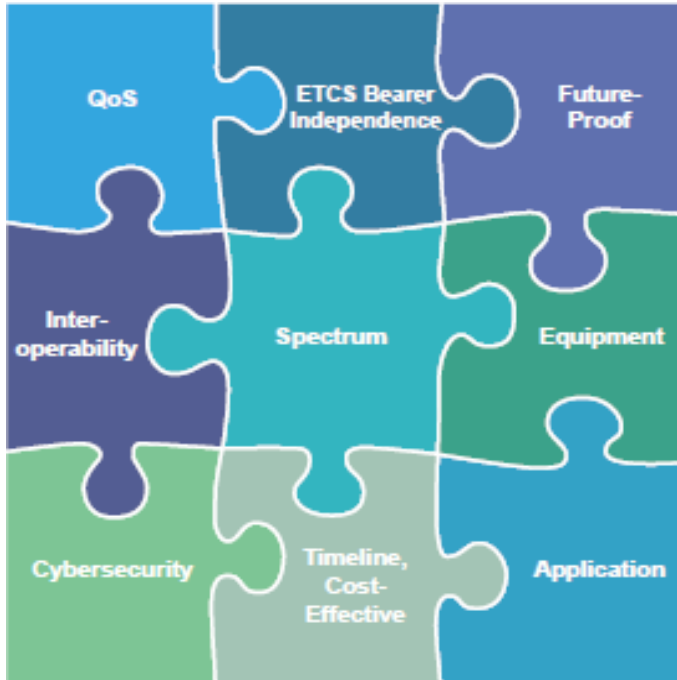 QoS
ETCS Bearer
Independence
Future-
Proof
Inter-
operability
Spectrum
Equipment
Cybersecurity
Timeline,
Cost-
Effective
Application